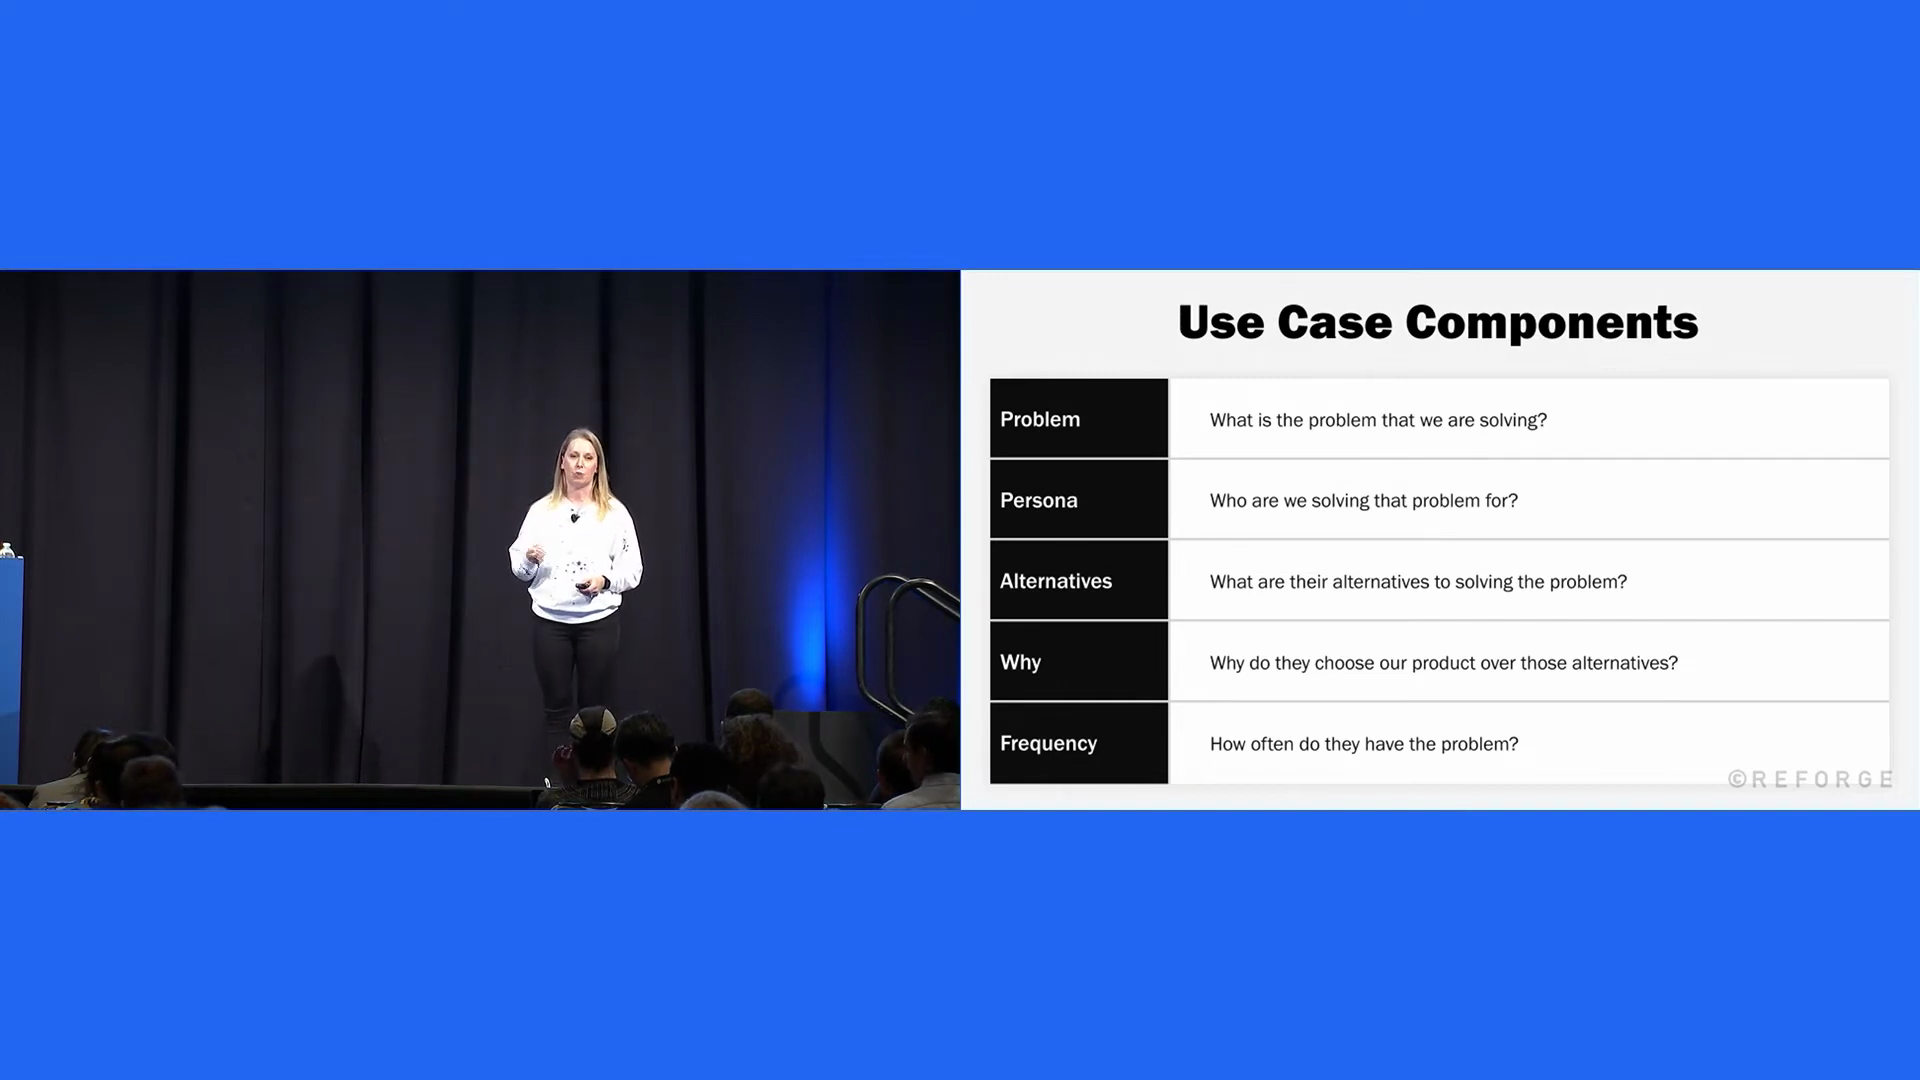 Use Case Components
Problem
What is the problem that we are solving?
Persona
Who are we solving that problem for?
Alternatives
What are their alternatives to solving the problem?
Why
Why do they choose our product over those alternatives?
Frequency
How often do they have the problem?
©REFORGE